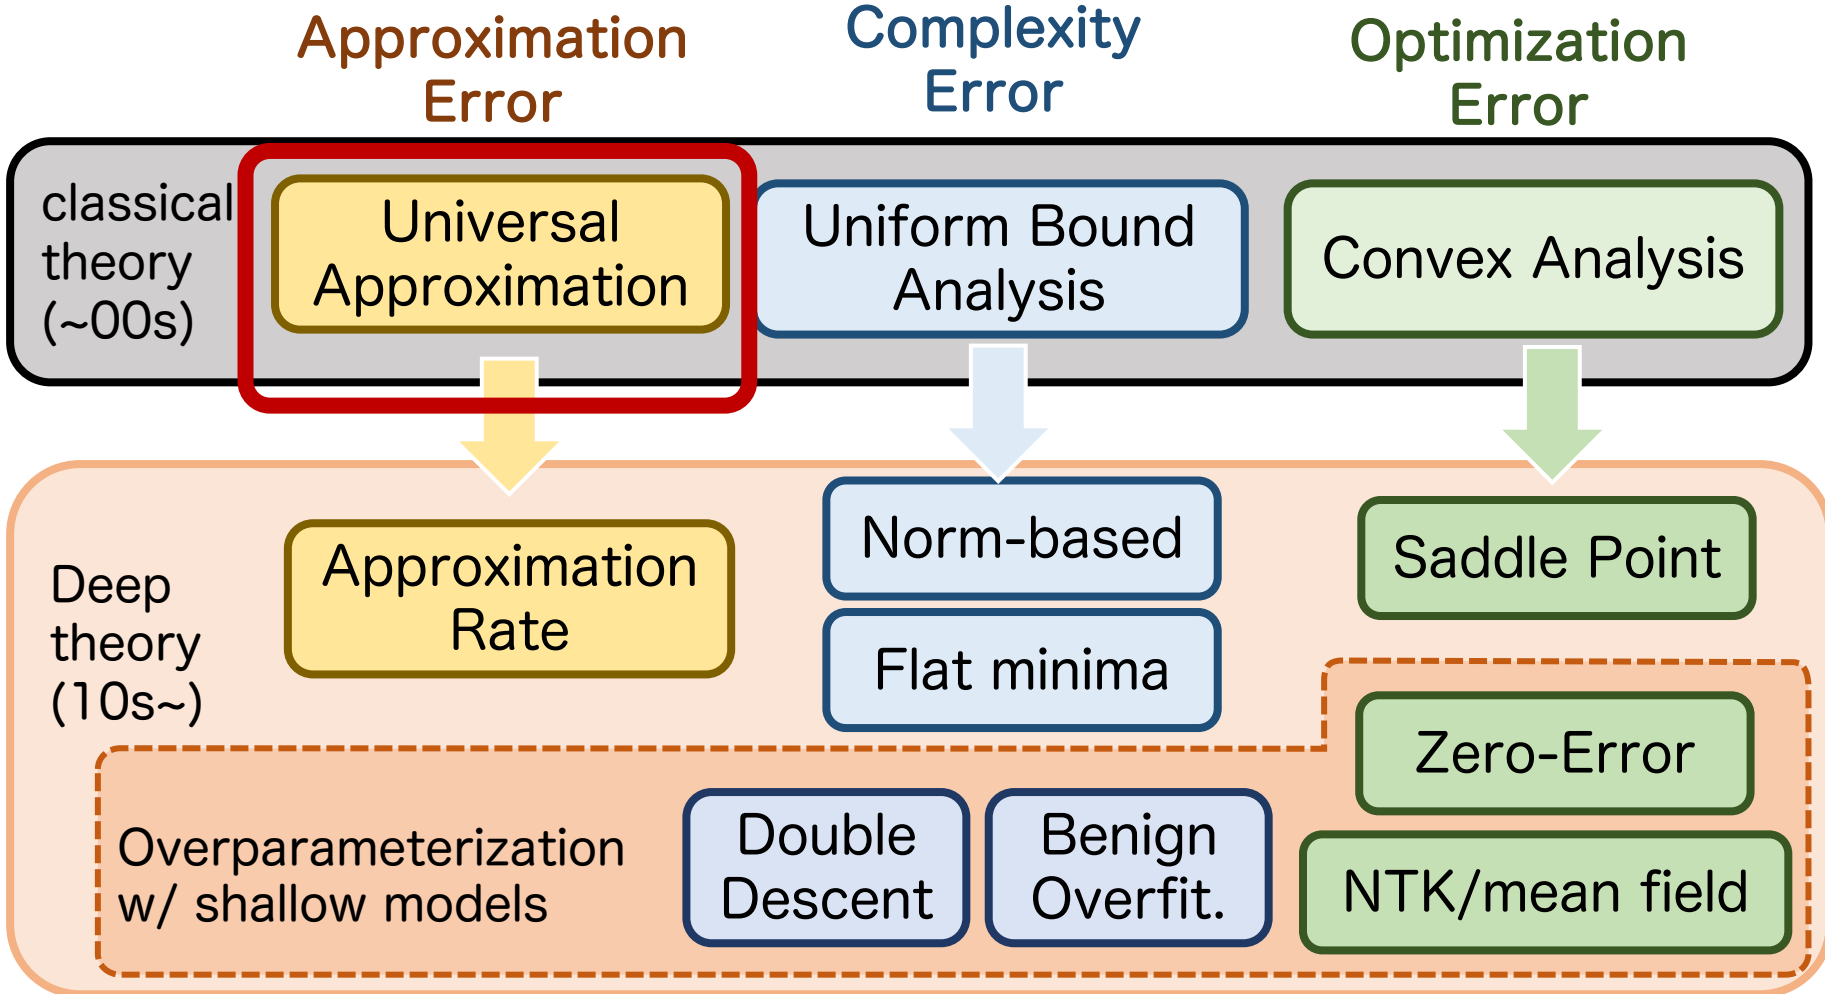 Approximation
Error
Complexity
Error
Optimization
Error
classical
theory
(~00s)
Universal
Approximation
Uniform Bound
Analysis
Convex Analysis
Deep
theory
(10s~)
Approximation
Rate
Norm-based
Flat minima
Saddle Point
Zero-Error
NTK/mean field
Overparameterization
w/ shallow models
Double
Descent
Benign
Overfit.